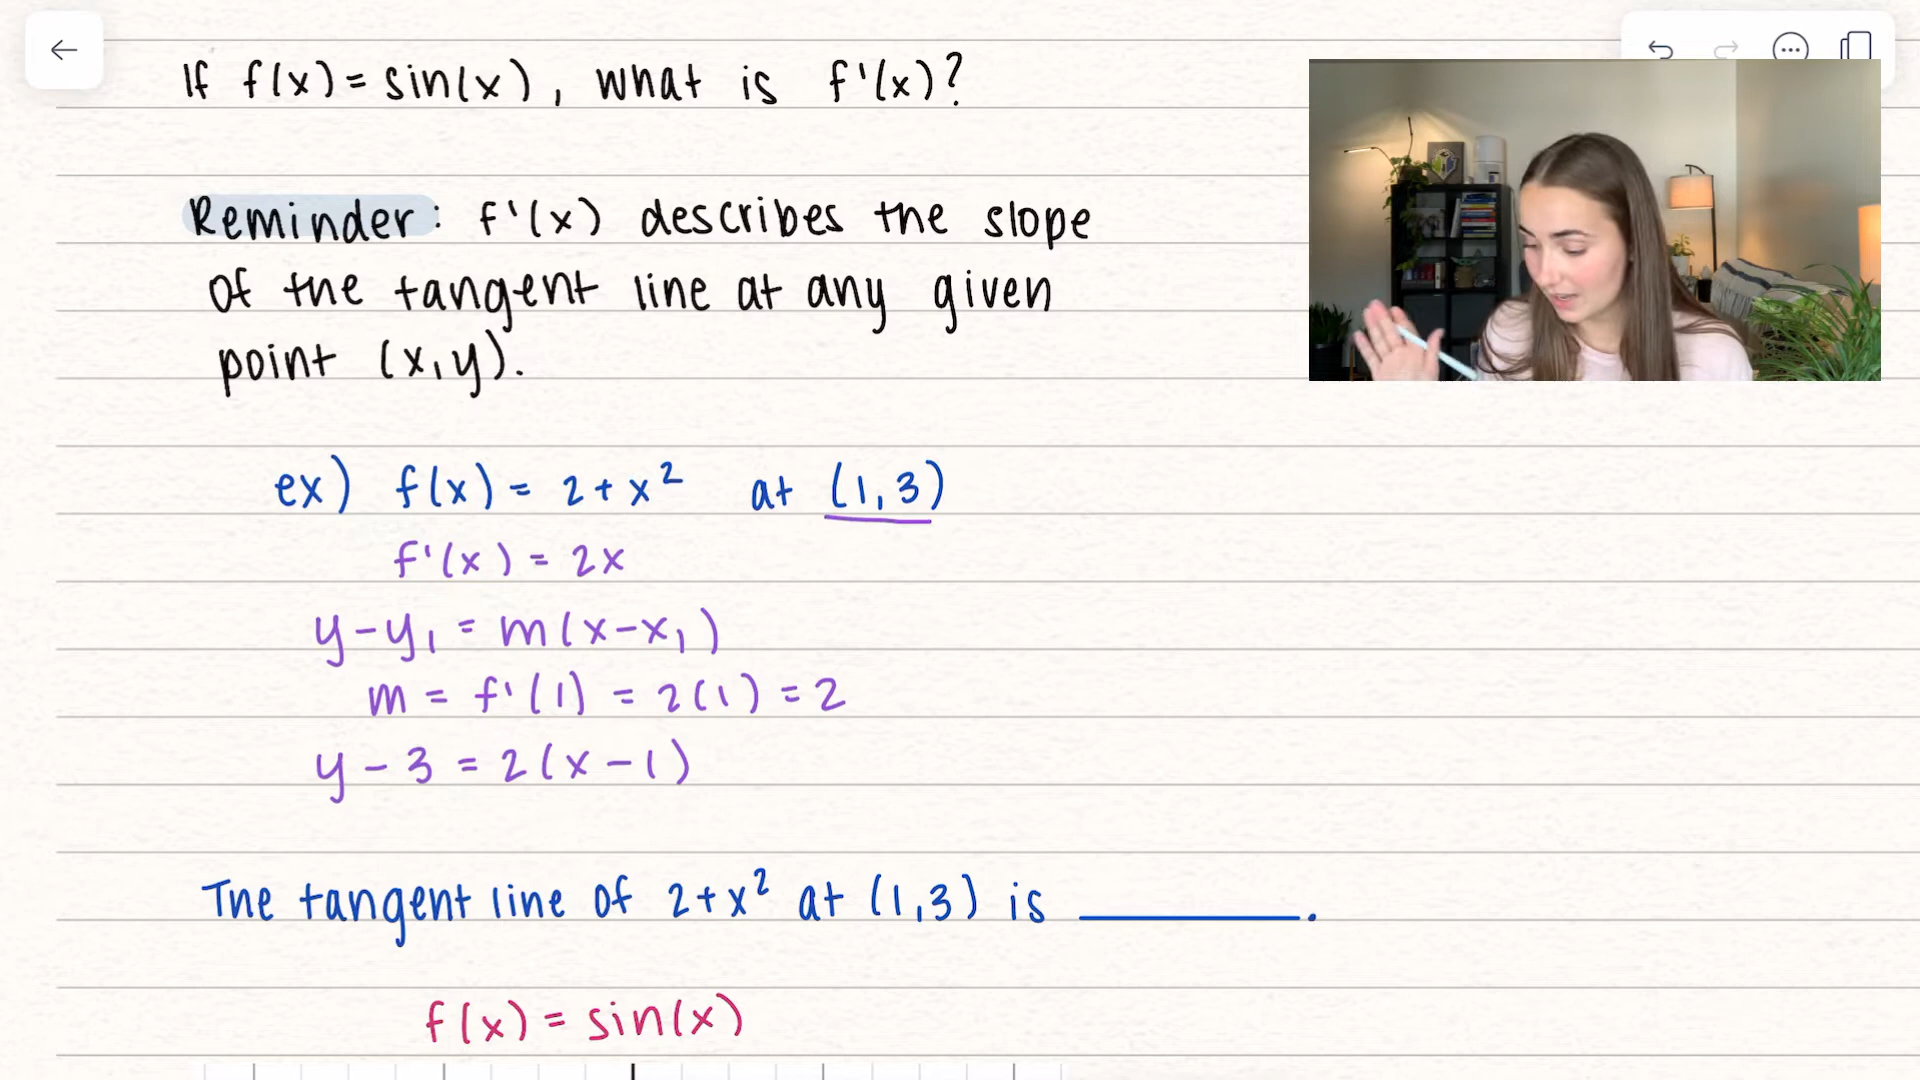 If f(x) = sin(x), what is f'(x)?
Reminder: f'(x) describes the slope
of the tangent line at any given
point (x,y).
ex) f(x) = 2 + x² at (1,3)
f'(x) = 2x
y - y₁ = m(x - x₁)
m = f'(1) = 2(1) = 2
y - 3 = 2(x - 1)
The tangent line of 2 + x² at (1,3) is ________.
f(x) = sin(x)